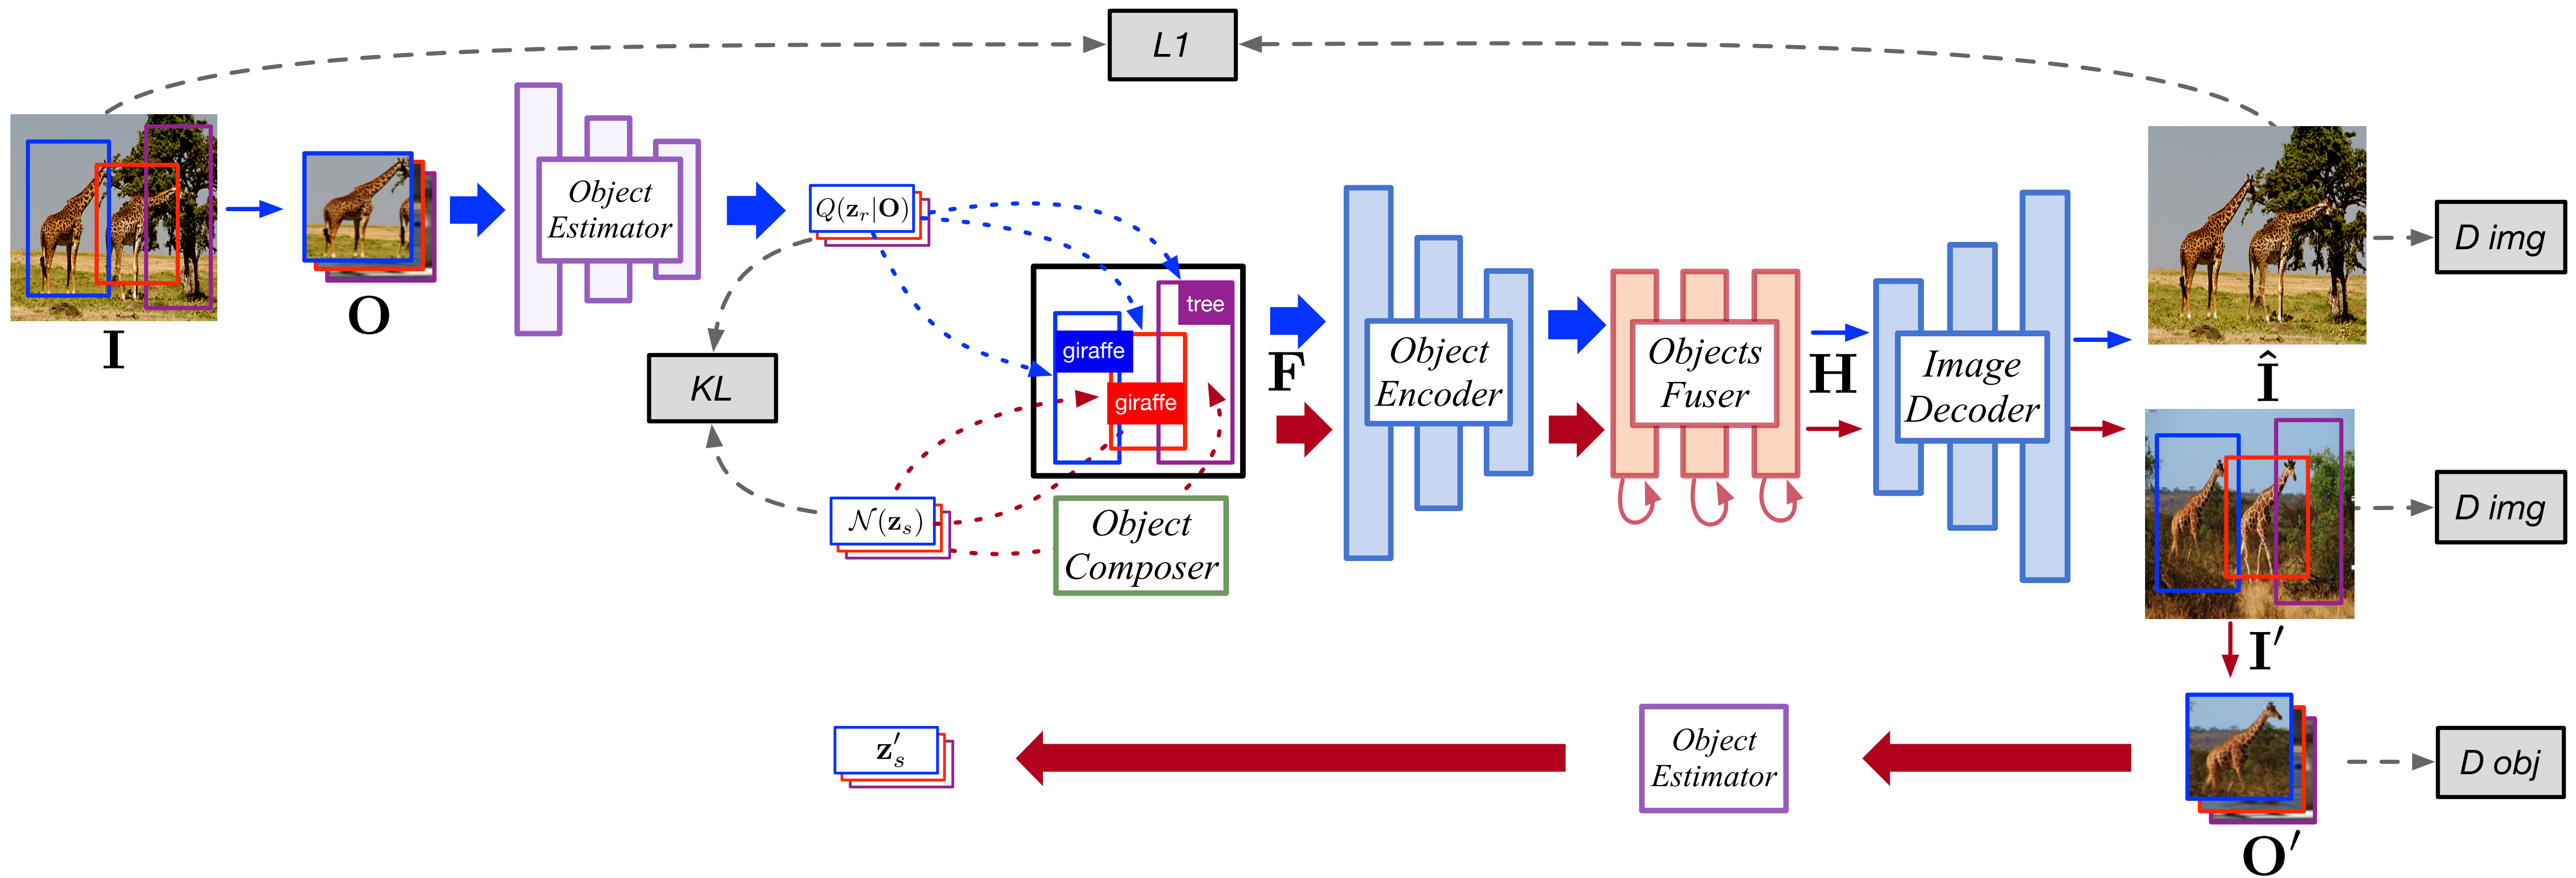 L1
I
O
Object
Estimator
Q(z_r|O)
KL
N(z_s)
tree
giraffe
giraffe
Object
Composer
F
Object
Encoder
Objects
Fuser
H
Image
Decoder
Î
D img
I′
D img
z′_s
Object
Estimator
O′
D obj